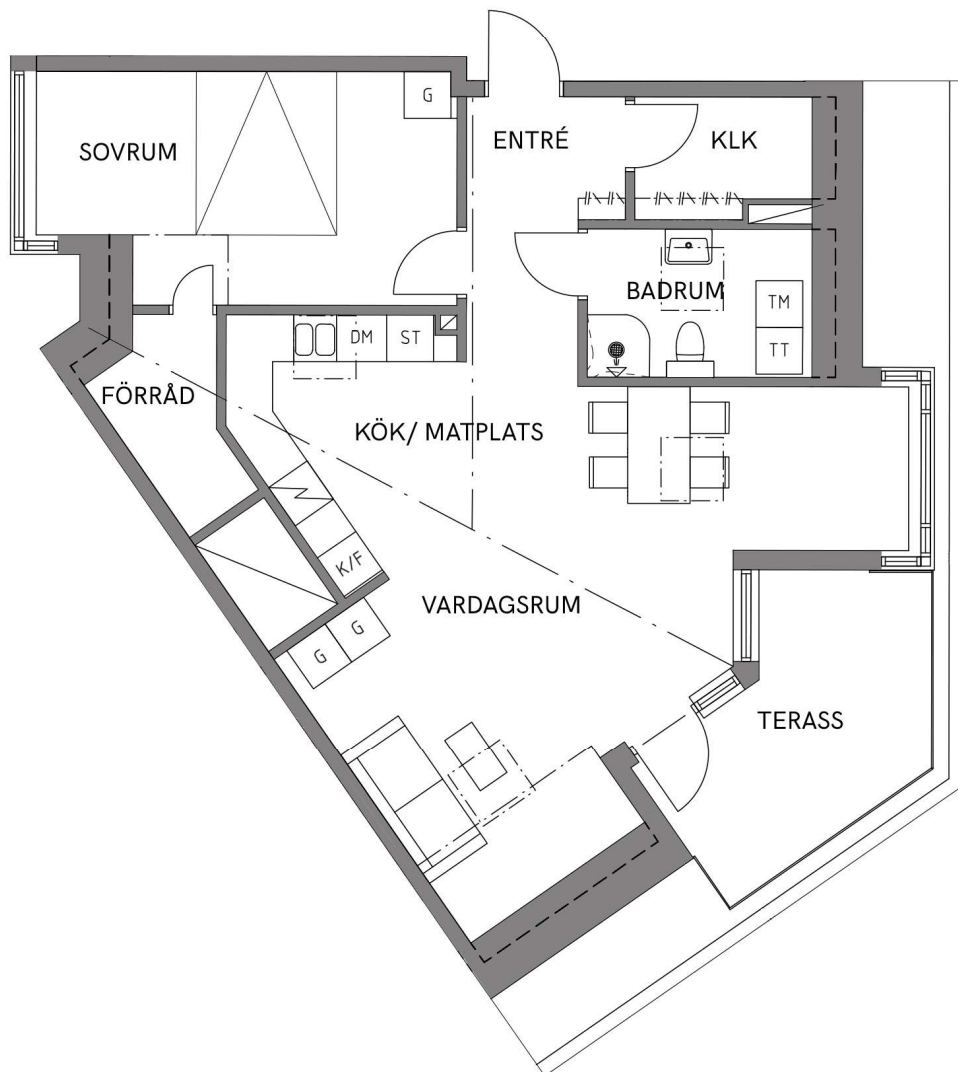 G
SOVRUM
ENTRÉ
KLK
BADRUM
TM
TT
DM
ST
FÖRRÅD
KÖK/ MATPLATS
K/F
VARDAGSRUM
G
G
TERASS